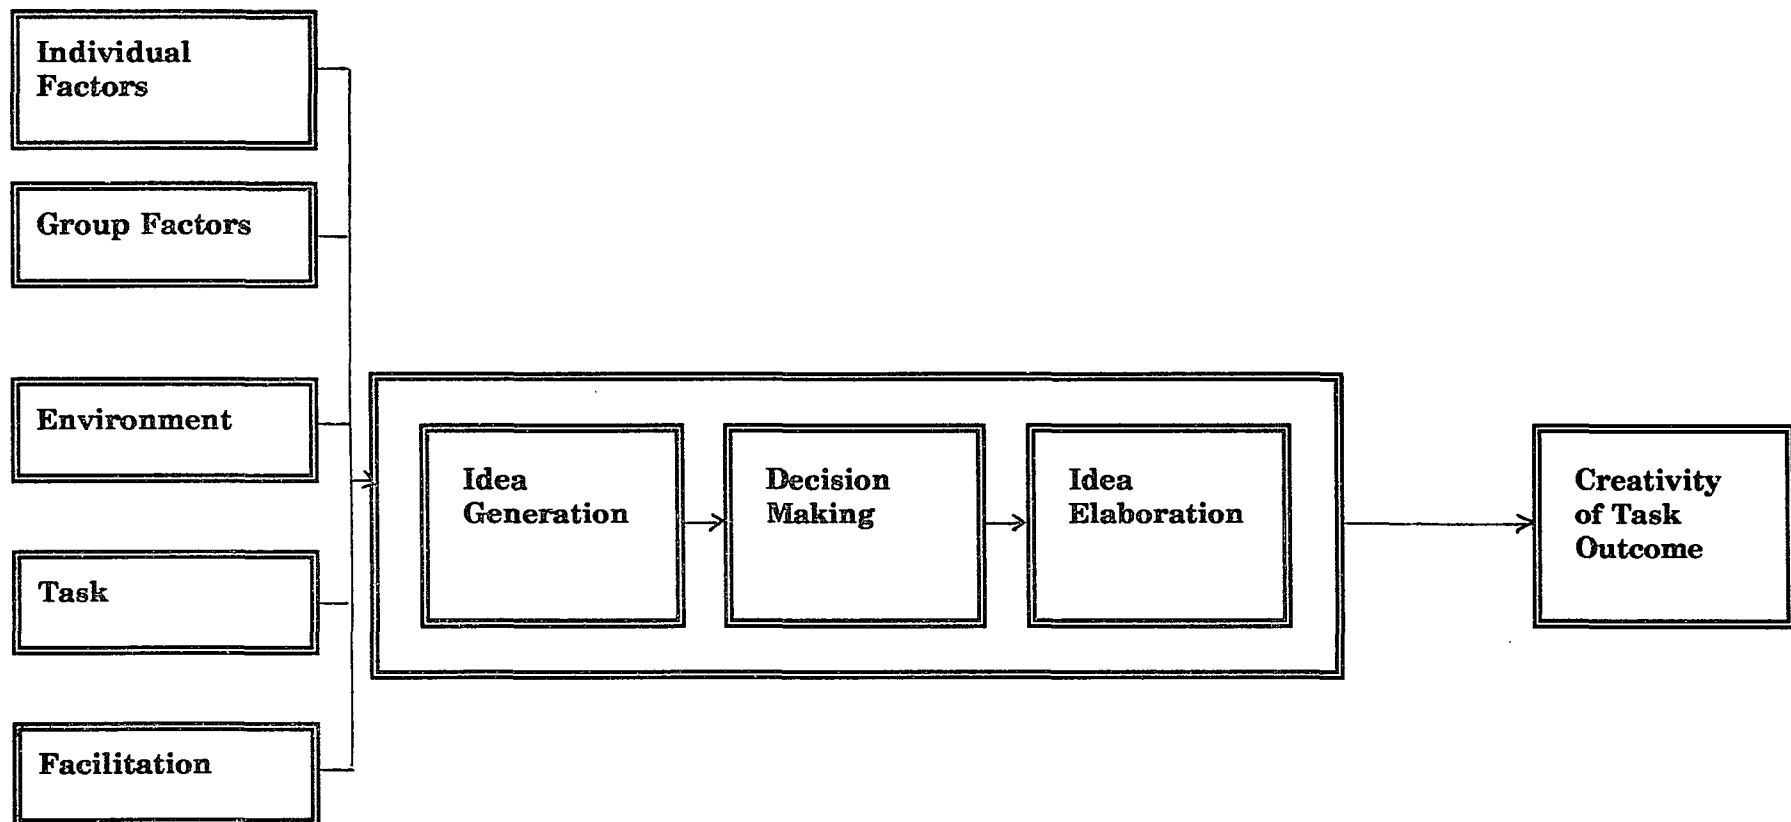 Individual
Factors
Group Factors
Environment
Task
Facilitation
Idea
Generation
Decision
Making
Idea
Elaboration
Creativity
of Task
Outcome